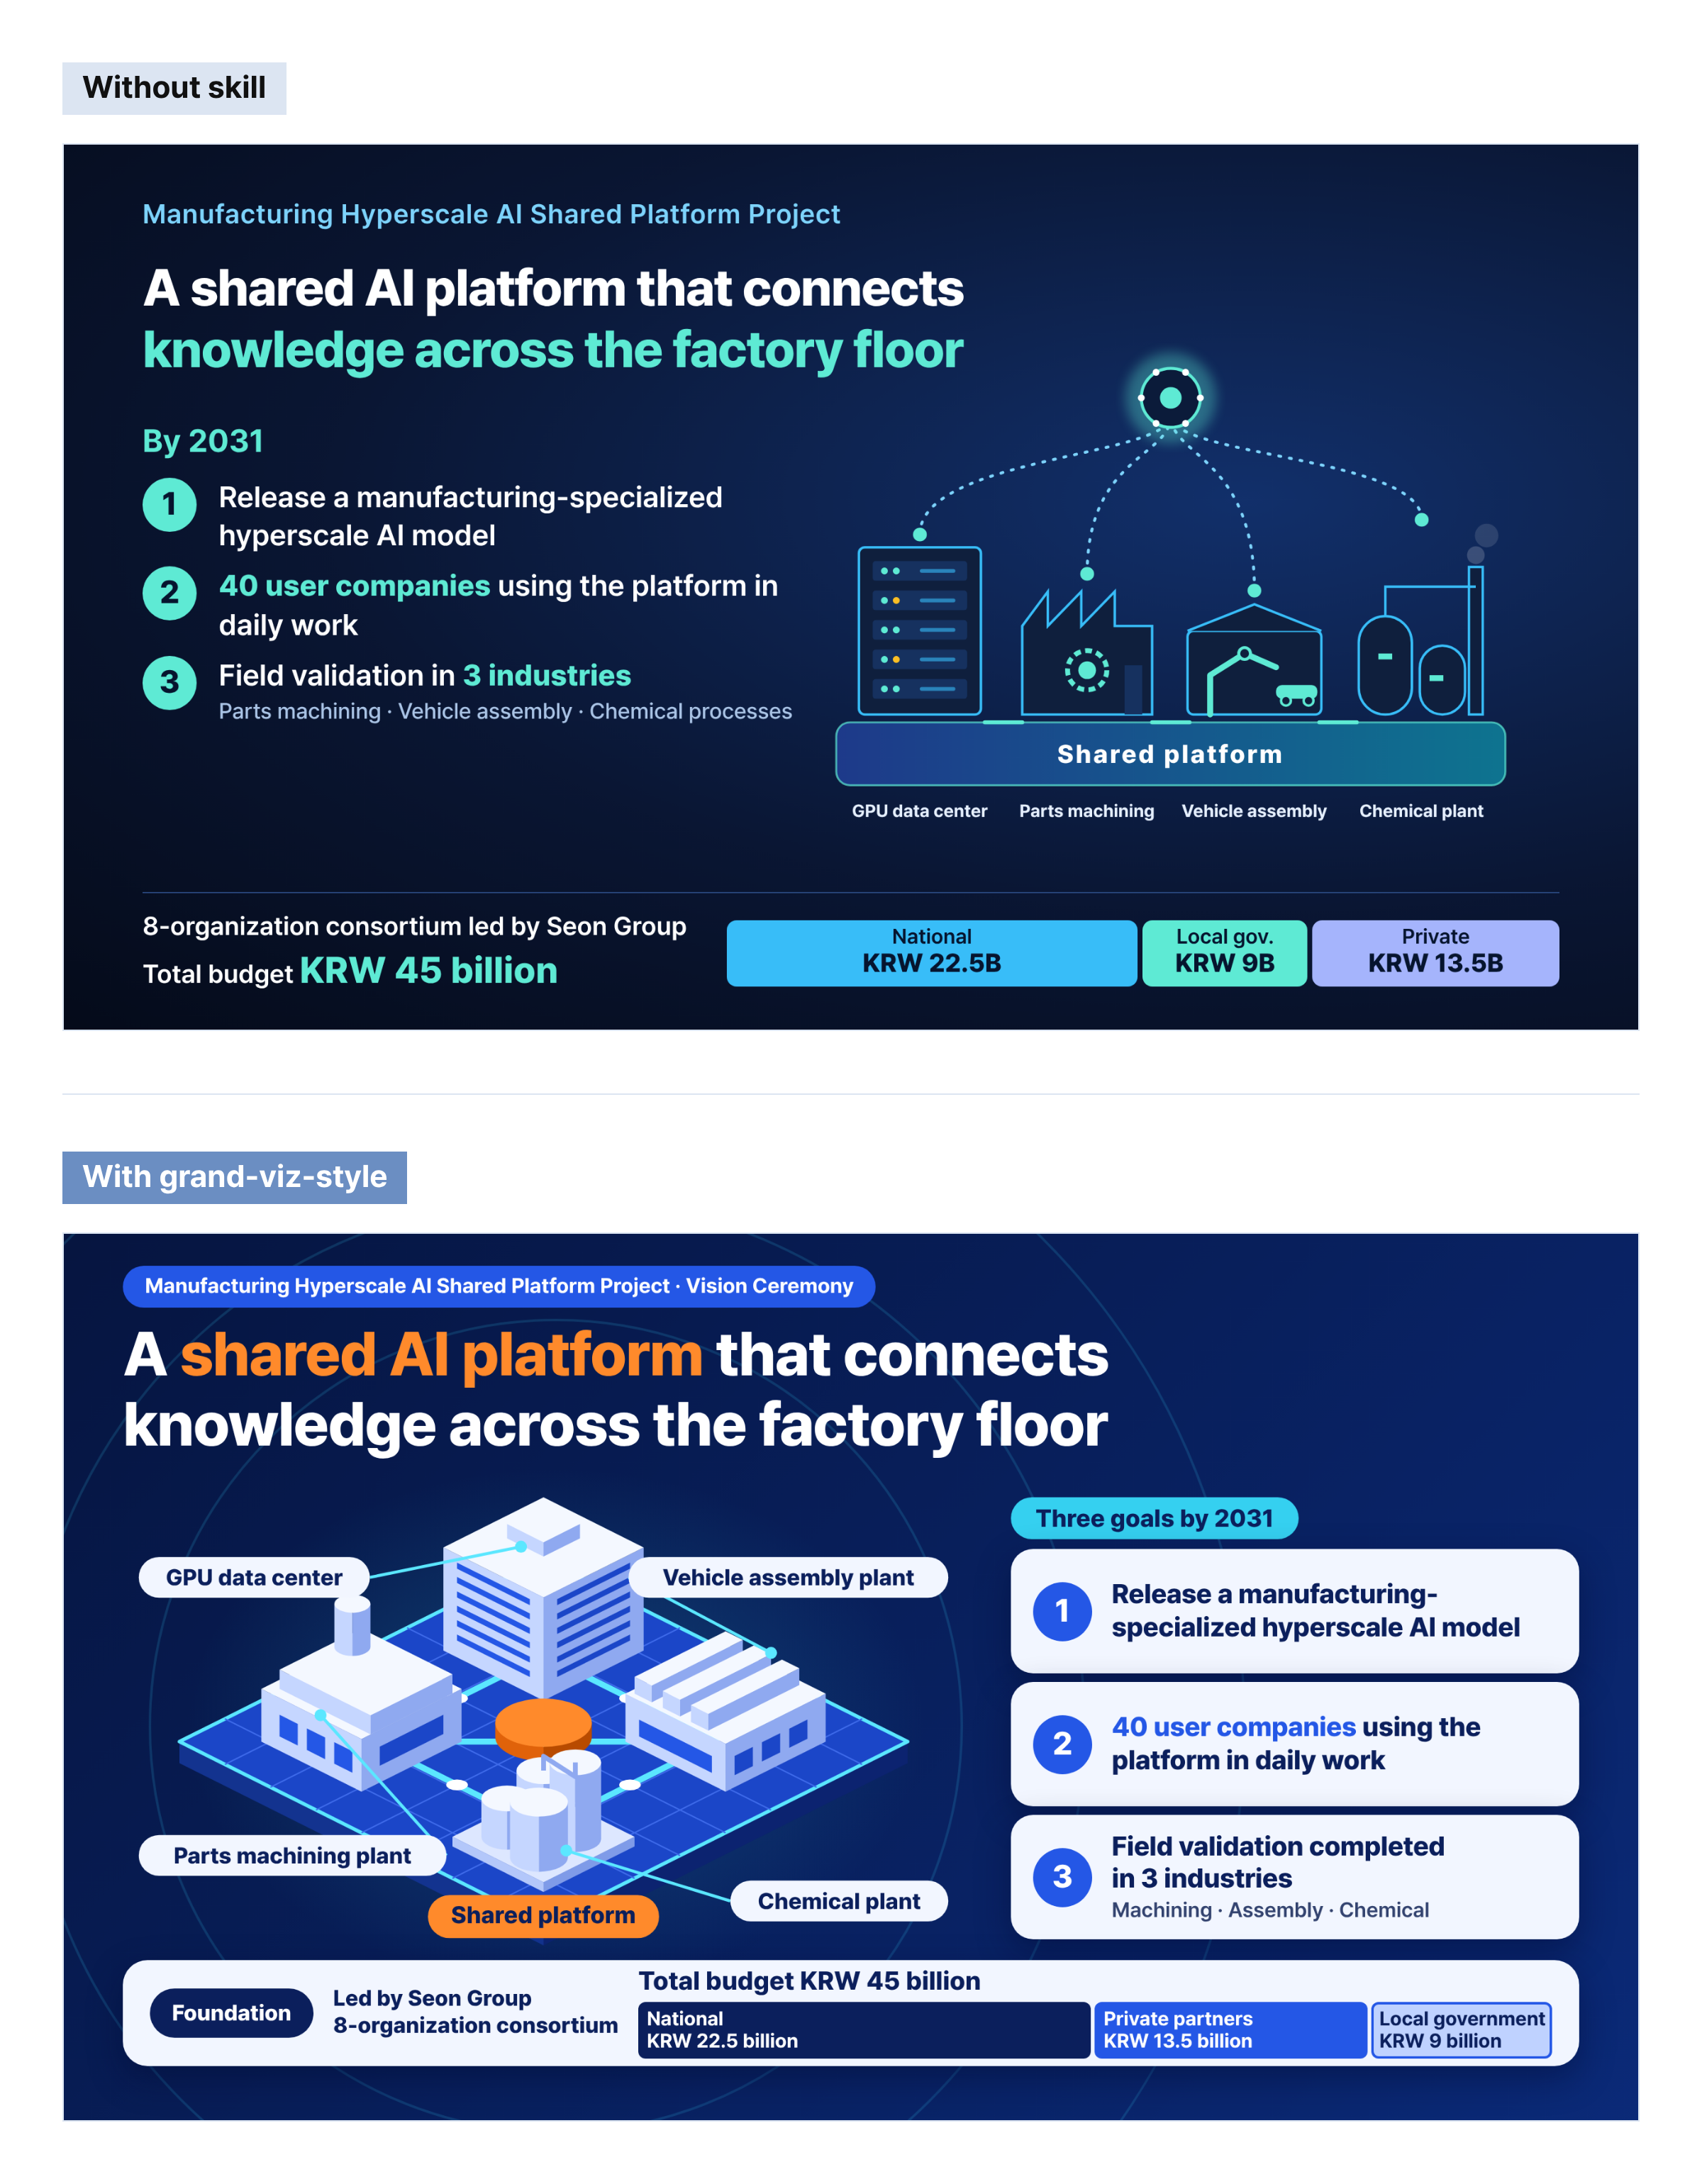 Without skill
Manufacturing Hyperscale AI Shared Platform Project
A shared AI platform that connects
knowledge across the factory floor
By 2031
1
Release a manufacturing-specialized
hyperscale AI model
2
40 user companies using the platform in
daily work
3
Field validation in 3 industries
Parts machining · Vehicle assembly · Chemical processes
Shared platform
GPU data center
Parts machining
Vehicle assembly
Chemical plant
8-organization consortium led by Seon Group
Total budget KRW 45 billion
National
KRW 22.5B
Local gov.
KRW 9B
Private
KRW 13.5B
With grand-viz-style
Manufacturing Hyperscale AI Shared Platform Project · Vision Ceremony
A shared AI platform that connects
knowledge across the factory floor
GPU data center
Vehicle assembly plant
Parts machining plant
Chemical plant
Shared platform
Three goals by 2031
1
Release a manufacturing-
specialized hyperscale AI model
2
40 user companies using the
platform in daily work
3
Field validation completed
in 3 industries
Machining · Assembly · Chemical
Foundation
Led by Seon Group
8-organization consortium
Total budget KRW 45 billion
National
KRW 22.5 billion
Private partners
KRW 13.5 billion
Local government
KRW 9 billion